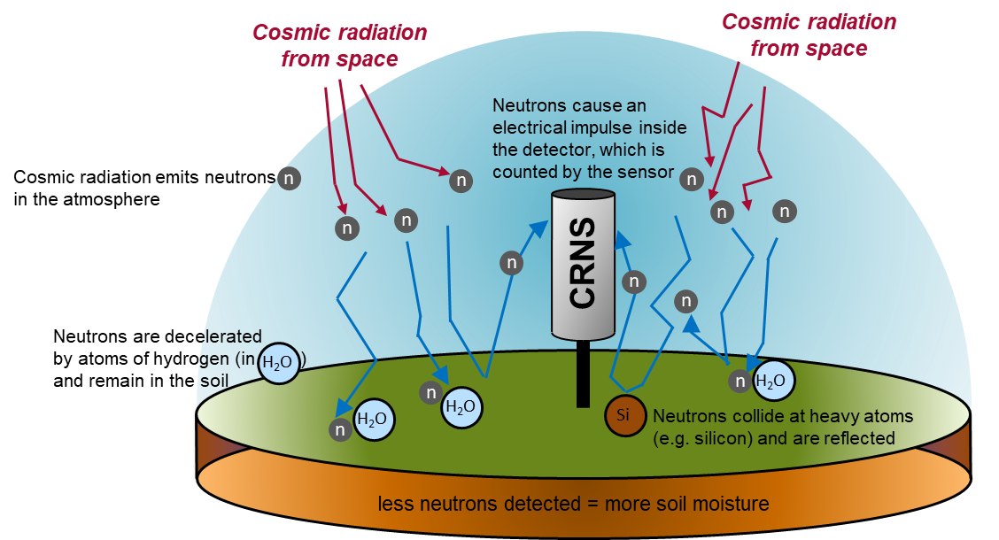 Cosmic radiation
from space
Cosmic radiation
from space
Neutrons cause an
electrical impulse inside
the detector, which is
counted by the sensor
Cosmic radiation emits neutrons n
in the atmosphere
n
n
n
n
n
n
n
n
n
CRNS
Neutrons are decelerated
by atoms of hydrogen (in H₂O)
and remain in the soil
n
n H₂O
n H₂O
n H₂O
Si
Neutrons collide at heavy atoms
(e.g. silicon) and are reflected
less neutrons detected = more soil moisture